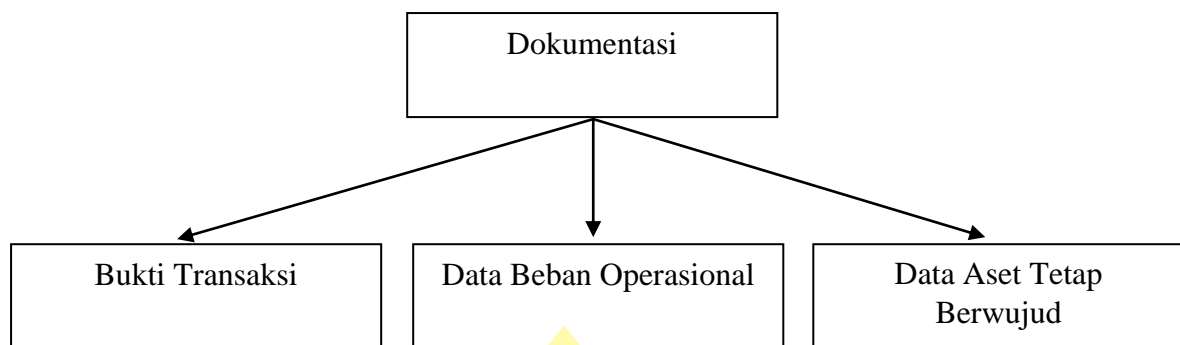 Dokumentasi
Bukti Transaksi
Data Beban Operasional
Data Aset Tetap
Berwujud